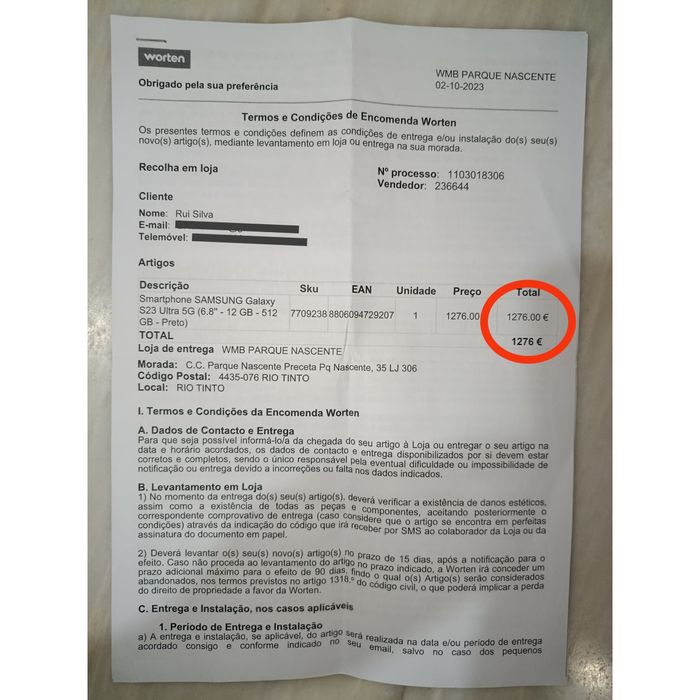 worten
Obrigado pela sua preferência
WMB PARQUE NASCENTE
02-10-2023
Termos e Condições de Encomenda Worten
Os presentes termos e condições definem as condições de entrega e/ou instalação do(s) seu(s)
novo(s) artigo(s), mediante levantamento em loja ou entrega na sua morada.
Recolha em loja
Nº processo: 1103018306
Vendedor: 236644
Cliente
Nome: Rui Silva
E-mail:
Telemóvel:
Artigos
Descrição Sku EAN Unidade Preço Total
Smartphone SAMSUNG Galaxy
S23 Ultra 5G (6.8" - 12 GB - 512 7709238 8806094729207 1 1276.00 1276.00 €
GB - Preto)
TOTAL 1276 €
Loja de entrega WMB PARQUE NASCENTE
Morada: C.C. Parque Nascente Preceta Pq Nascente, 35 LJ 306
Código Postal: 4435-076 RIO TINTO
Local: RIO TINTO
I. Termos e Condições da Encomenda Worten
A. Dados de Contacto e Entrega
Para que seja possível informá-lo/a da chegada do seu artigo à Loja ou entregar o seu artigo na
data e horário acordados, os dados de contacto e entrega disponibilizados por si devem estar
corretos e completos, sendo o único responsável pela eventual dificuldade ou impossibilidade de
notificação ou entrega devido a incorreções ou falta nos dados indicados.
B. Levantamento em Loja
1) No momento da entrega do(s) seu(s) artigo(s), deverá verificar a existência de danos estéticos,
assim como a existência de todas as peças e componentes, aceitando posteriormente o
correspondente comprovativo de entrega (caso considere que o artigo se encontra em perfeitas
condições) através da indicação do código que irá receber por SMS ao colaborador da Loja ou da
assinatura do documento em papel.
2) Deverá levantar o(s) seu(s) novo(s) artigo(s) no prazo de 15 dias, após a notificação para o
efeito. Caso não proceda ao levantamento do artigo no prazo indicado, a Worten irá conceder um
prazo adicional máximo para o efeito de 90 dias, findo o qual o(s) Artigo(s) serão considerados
abandonados, nos termos previstos no artigo 1318.º do código civil, o que poderá implicar a perda
do direito de propriedade a favor da Worten.
C. Entrega e Instalação, nos casos aplicáveis
1. Período de Entrega e Instalação
a) A entrega e instalação, se aplicável, do artigo será realizada na data e/ou período de entrega
acordado consigo e conforme indicado no seu email, salvo no caso dos pequenos